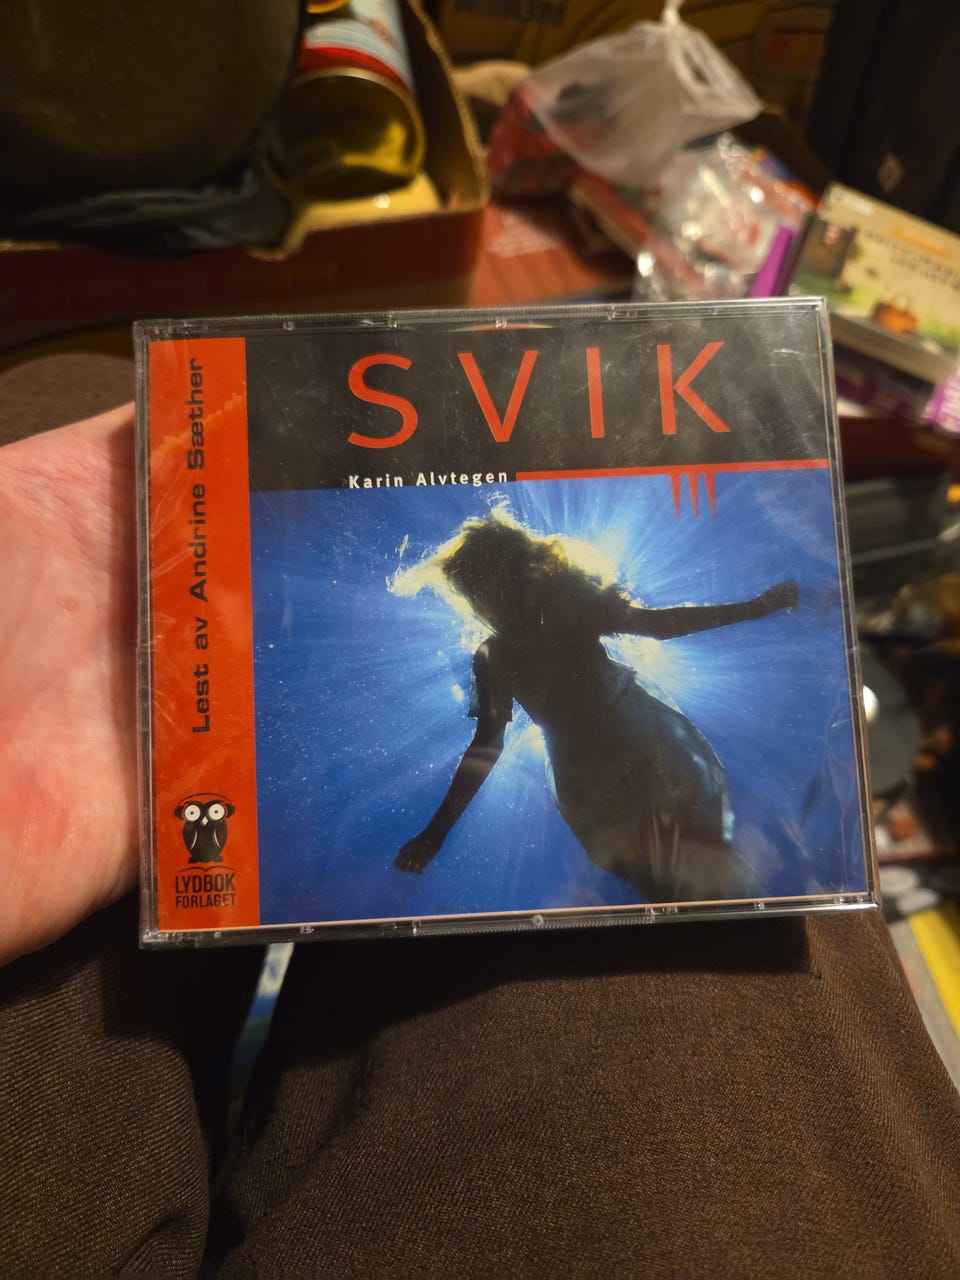 SVIK
Karin Alvtegen
Lest av Andrine Sæther
LYDBOK
FORLAGET